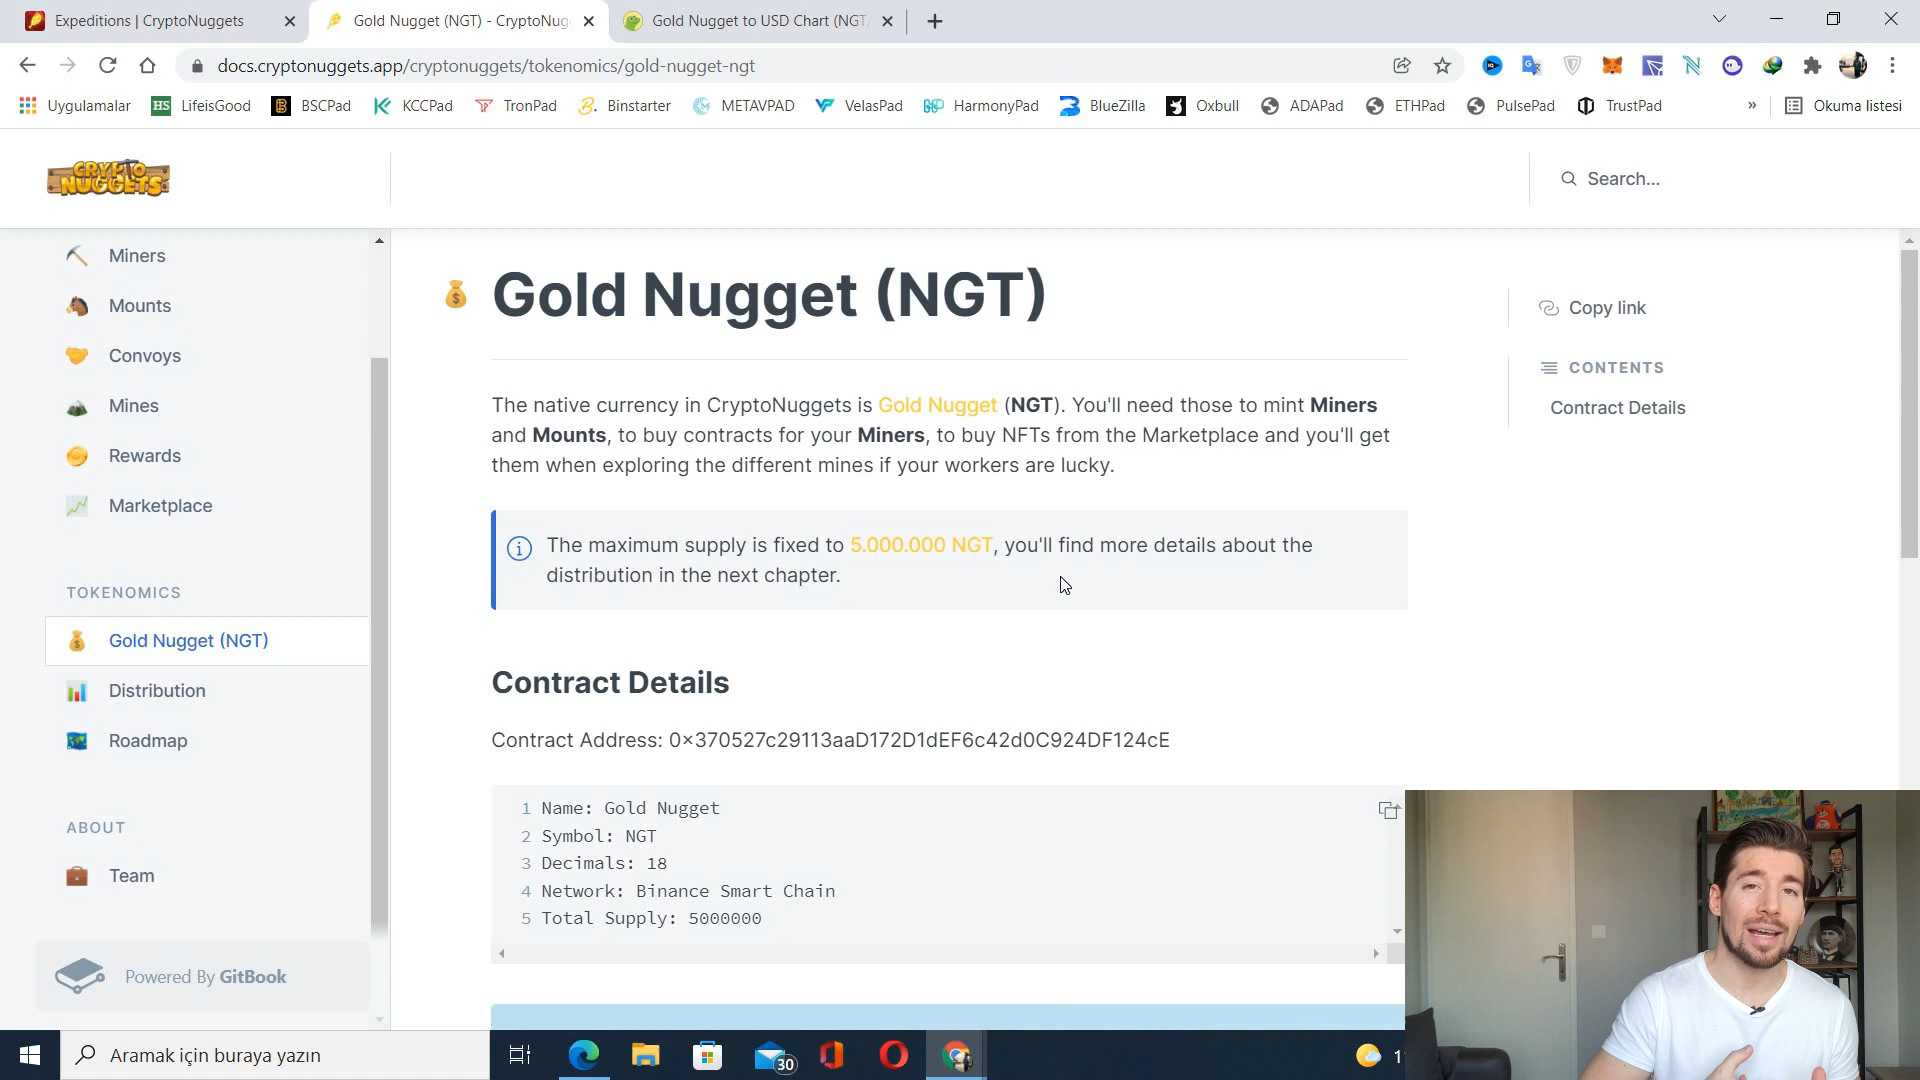 Expeditions | CryptoNuggets
Gold Nugget (NGT) - CryptoNug
Gold Nugget to USD Chart (NGT/
docs.cryptonuggets.app/cryptonuggets/tokenomics/gold-nugget-ngt
Uygulamalar
HS LifeisGood
BSCPad
KCCPad
TronPad
Binstarter
METAVPAD
VelasPad
HarmonyPad
BlueZilla
Oxbull
ADAPad
ETHPad
PulsePad
TrustPad
»
Okuma listesi
CRYPTO
NUGGETS
Search...
Miners
Mounts
Convoys
Mines
Rewards
Marketplace
TOKENOMICS
Gold Nugget (NGT)
Distribution
Roadmap
ABOUT
Team
Powered By GitBook
Gold Nugget (NGT)
The native currency in CryptoNuggets is Gold Nugget (NGT). You'll need those to mint Miners
and Mounts, to buy contracts for your Miners, to buy NFTs from the Marketplace and you'll get
them when exploring the different mines if your workers are lucky.
The maximum supply is fixed to 5.000.000 NGT, you'll find more details about the
distribution in the next chapter.
Contract Details
Contract Address: 0×370527c29113aaD172D1dEF6c42d0C924DF124cE
1 Name: Gold Nugget
2 Symbol: NGT
3 Decimals: 18
4 Network: Binance Smart Chain
5 Total Supply: 5000000
Copy link
CONTENTS
Contract Details
Aramak için buraya yazın
30